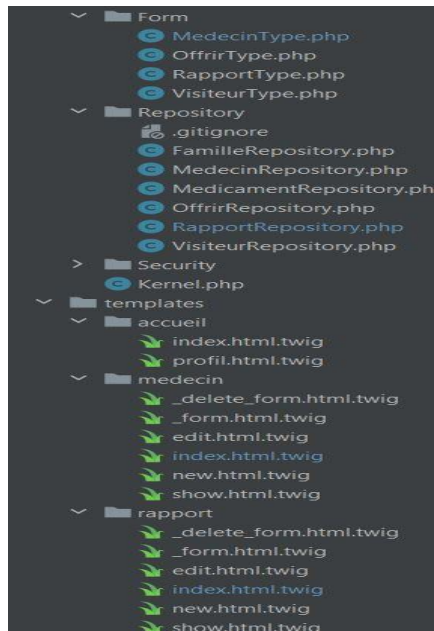 Form
MedecinType.php
OffrirType.php
RapportType.php
VisiteurType.php
Repository
.gitignore
FamilleRepository.php
MedecinRepository.php
MedicamentRepository.ph
OffrirRepository.php
RapportRepository.php
VisiteurRepository.php
Security
Kernel.php
templates
accueil
index.html.twig
profil.html.twig
medecin
_delete_form.html.twig
_form.html.twig
edit.html.twig
index.html.twig
new.html.twig
show.html.twig
rapport
_delete_form.html.twig
_form.html.twig
edit.html.twig
index.html.twig
new.html.twig
show.html.twig